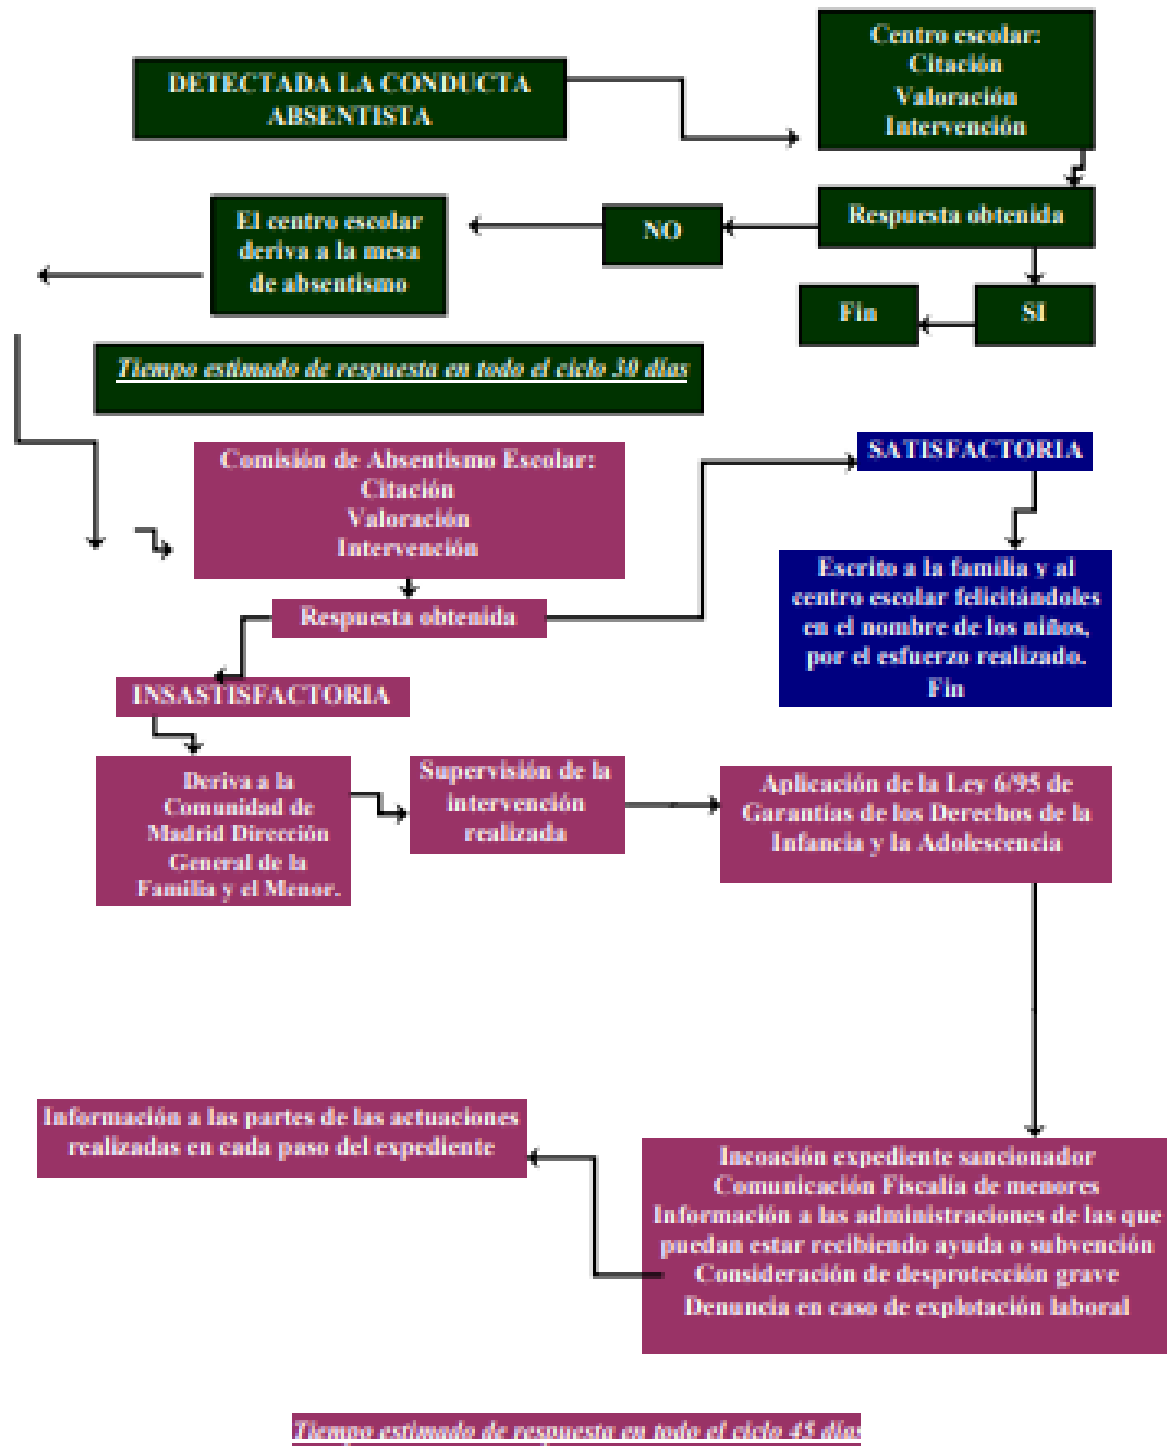 DETECTADA LA CONDUCTA
ABSENTISTA
Centro escolar:
Citación
Valoración
Intervención
Respuesta obtenida
NO
El centro escolar
deriva a la mesa
de absentismo
SI
Fin
Tiempo estimado de respuesta en todo el ciclo 30 días
Comisión de Absentismo Escolar:
Citación
Valoración
Intervención
Respuesta obtenida
SATISFACTORIA
Escrito a la familia y al
centro escolar felicitándoles
en el nombre de los niños,
por el esfuerzo realizado.
Fin
INSASTISFACTORIA
Deriva a la
Comunidad de
Madrid Dirección
General de la
Familia y el Menor.
Supervisión de la
intervención
realizada
Aplicación de la Ley 6/95 de
Garantías de los Derechos de la
Infancia y la Adolescencia
Incoación expediente sancionador
Comunicación Fiscalía de menores
Información a las administraciones de las que
puedan estar recibiendo ayuda o subvención
Consideración de desprotección grave
Denuncia en caso de explotación laboral
Información a las partes de las actuaciones
realizadas en cada paso del expediente
Tiempo estimado de respuesta en todo el ciclo 45 días